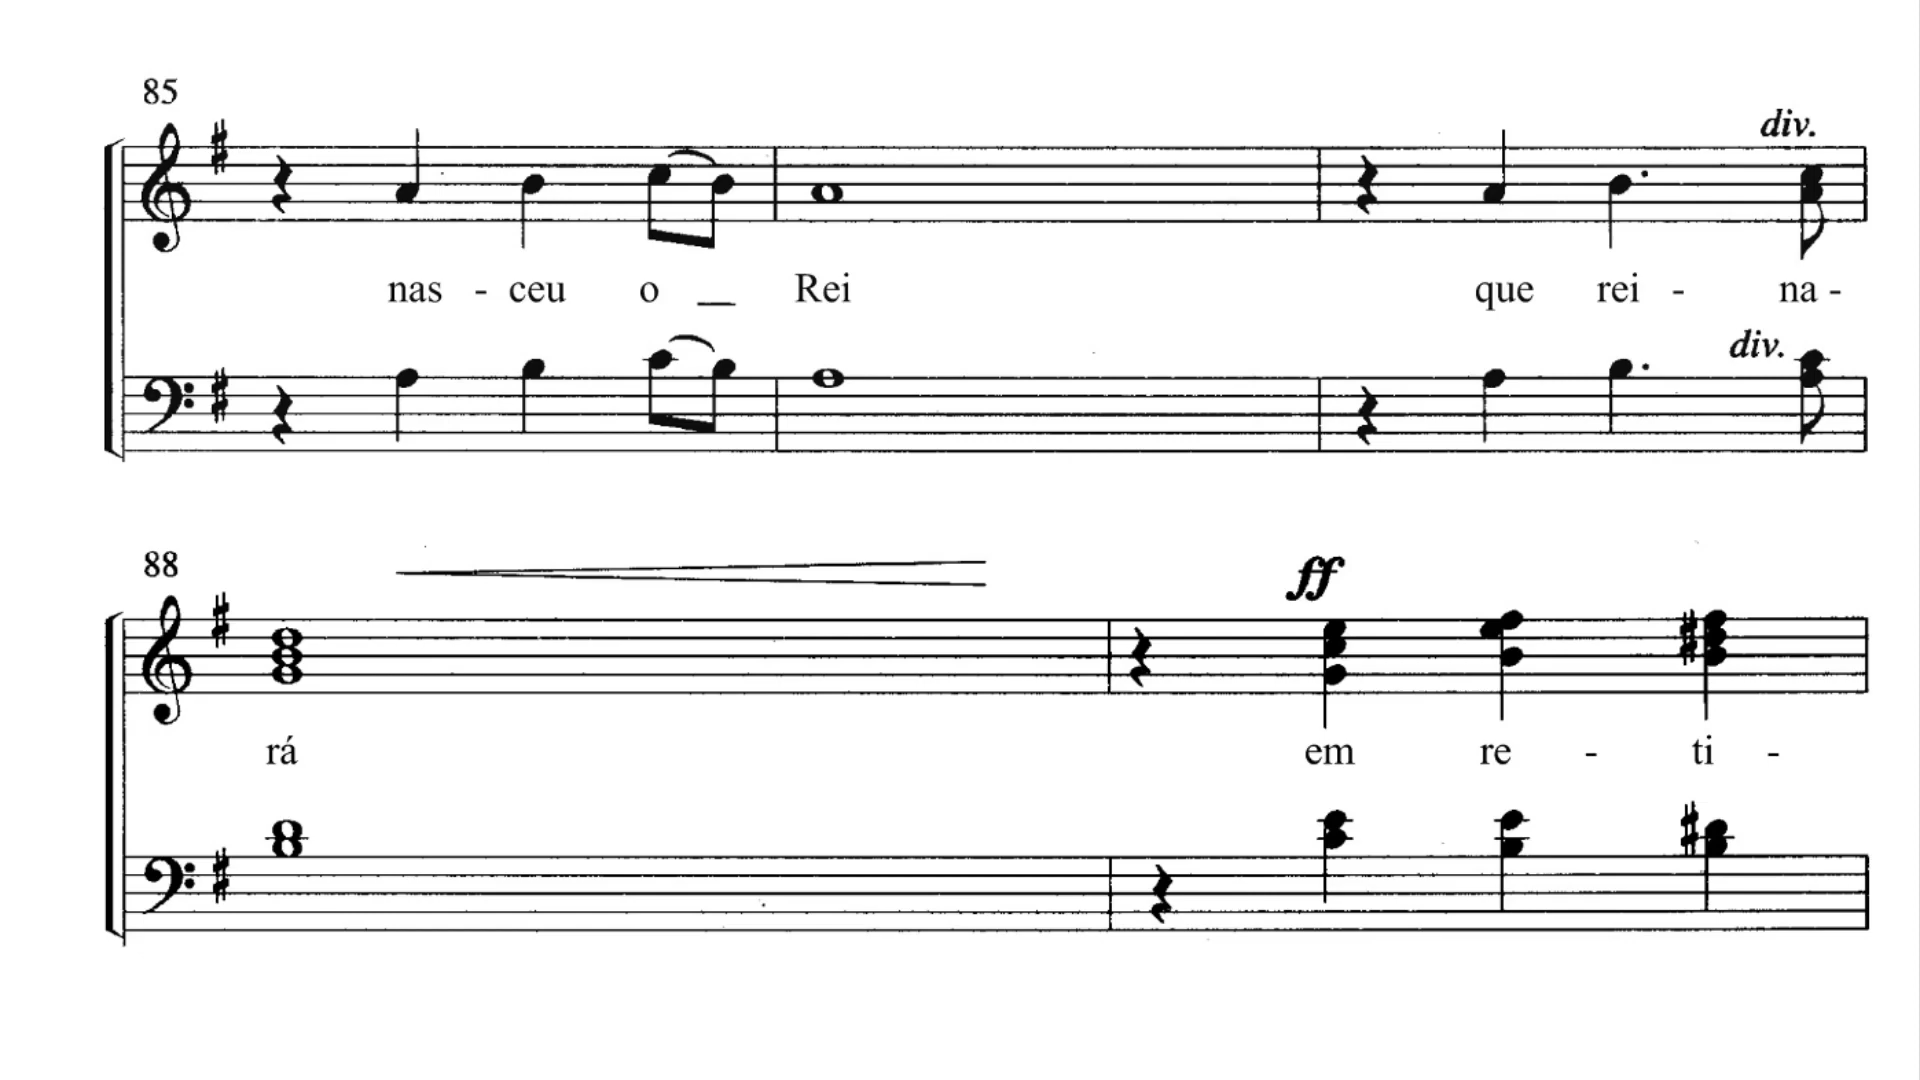 85
div.
nas - ceu o Rei que rei - na -
div.
88
ff
rá em re - ti -